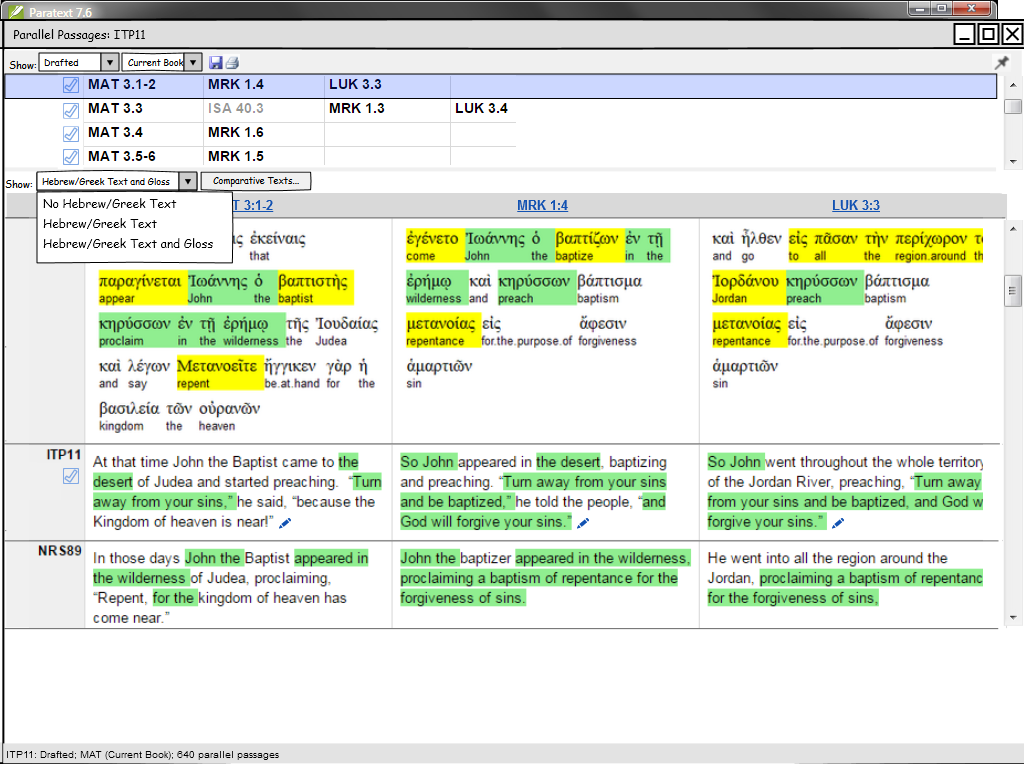 Paratext 7.6
Parallel Passages: ITP11
Show: Drafted Current Book
MAT 3.1-2 MRK 1.4 LUK 3.3
MAT 3.3 ISA 40.3 MRK 1.3 LUK 3.4
MAT 3.4 MRK 1.6
MAT 3.5-6 MRK 1.5
Show: Hebrew/Greek Text and Gloss Comparative Texts...
No Hebrew/Greek Text
Hebrew/Greek Text
Hebrew/Greek Text and Gloss
T 3:1-2 MRK 1:4 LUK 3:3
ις ἐκείναις
that
παραγίνεται Ἰωάννης ὁ βαπτιστὴς
appear John the baptist
κηρύσσων ἐν τῇ ἐρήμῳ τῆς Ἰουδαίας
proclaim in the wilderness the Judea
καὶ λέγων Μετανοεῖτε ἤγγικεν γὰρ ἡ
and say repent be.at.hand for the
βασιλεία τῶν οὐρανῶν
kingdom the heaven
ἐγένετο Ἰωάννης ὁ βαπτίζων ἐν τῇ
come John the baptize in the
ἐρήμῳ καὶ κηρύσσων βάπτισμα
wilderness and preach baptism
μετανοίας εἰς ἄφεσιν
repentance for.the.purpose.of forgiveness
ἁμαρτιῶν
sin
καὶ ἦλθεν εἰς πᾶσαν τὴν περίχωρον το
and go to all the region.around th
Ἰορδάνου κηρύσσων βάπτισμα
Jordan preach baptism
μετανοίας εἰς ἄφεσιν
repentance for.the.purpose.of forgiveness
ἁμαρτιῶν
sin
ITP11
At that time John the Baptist came to the
desert of Judea and started preaching. “Turn
away from your sins,” he said, “because the
Kingdom of heaven is near!”
So John appeared in the desert, baptizing
and preaching. “Turn away from your sins
and be baptized,” he told the people, “and
God will forgive your sins.”
So John went throughout the whole territory
of the Jordan River, preaching, “Turn away
from your sins and be baptized, and God w
forgive your sins.”
NRS89
In those days John the Baptist appeared in
the wilderness of Judea, proclaiming,
“Repent, for the kingdom of heaven has
come near.”
John the baptizer appeared in the wilderness,
proclaiming a baptism of repentance for the
forgiveness of sins.
He went into all the region around the
Jordan, proclaiming a baptism of repentanc
for the forgiveness of sins,
ITP11: Drafted; MAT (Current Book); 640 parallel passages